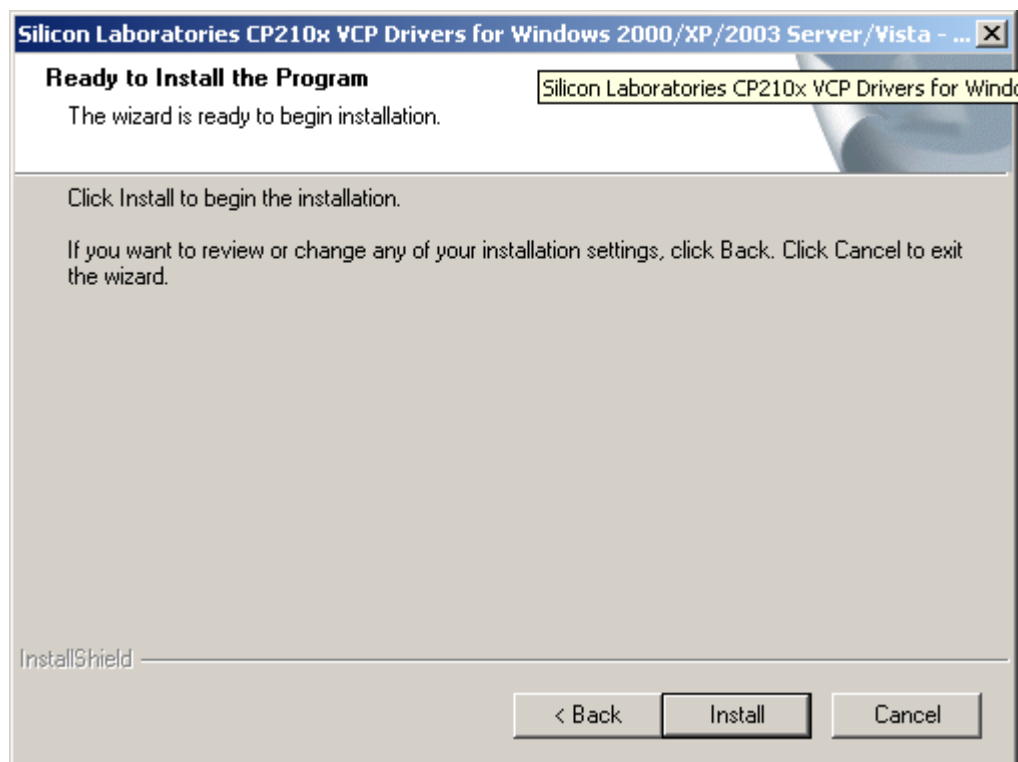 Silicon Laboratories CP210x VCP Drivers for Windows 2000/XP/2003 Server/Vista - ...
Ready to Install the Program
Silicon Laboratories CP210x VCP Drivers for Windo
The wizard is ready to begin installation.
Click Install to begin the installation.
If you want to review or change any of your installation settings, click Back. Click Cancel to exit
the wizard.
InstallShield
< Back Install Cancel